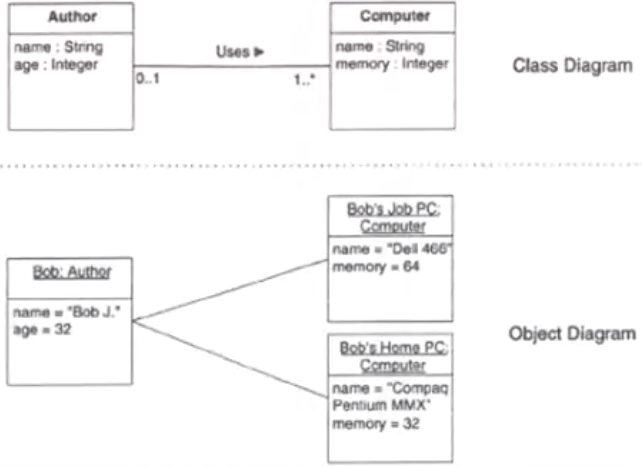 Author
name : String
age : Integer
Uses ►
0..1
1..*
Computer
name : String
memory : Integer
Class Diagram
Bob: Author
name = "Bob J."
age = 32
Bob's Job PC:
Computer
name = "Dell 466"
memory = 64
Bob's Home PC:
Computer
name = "Compaq
Pentium MMX"
memory = 32
Object Diagram